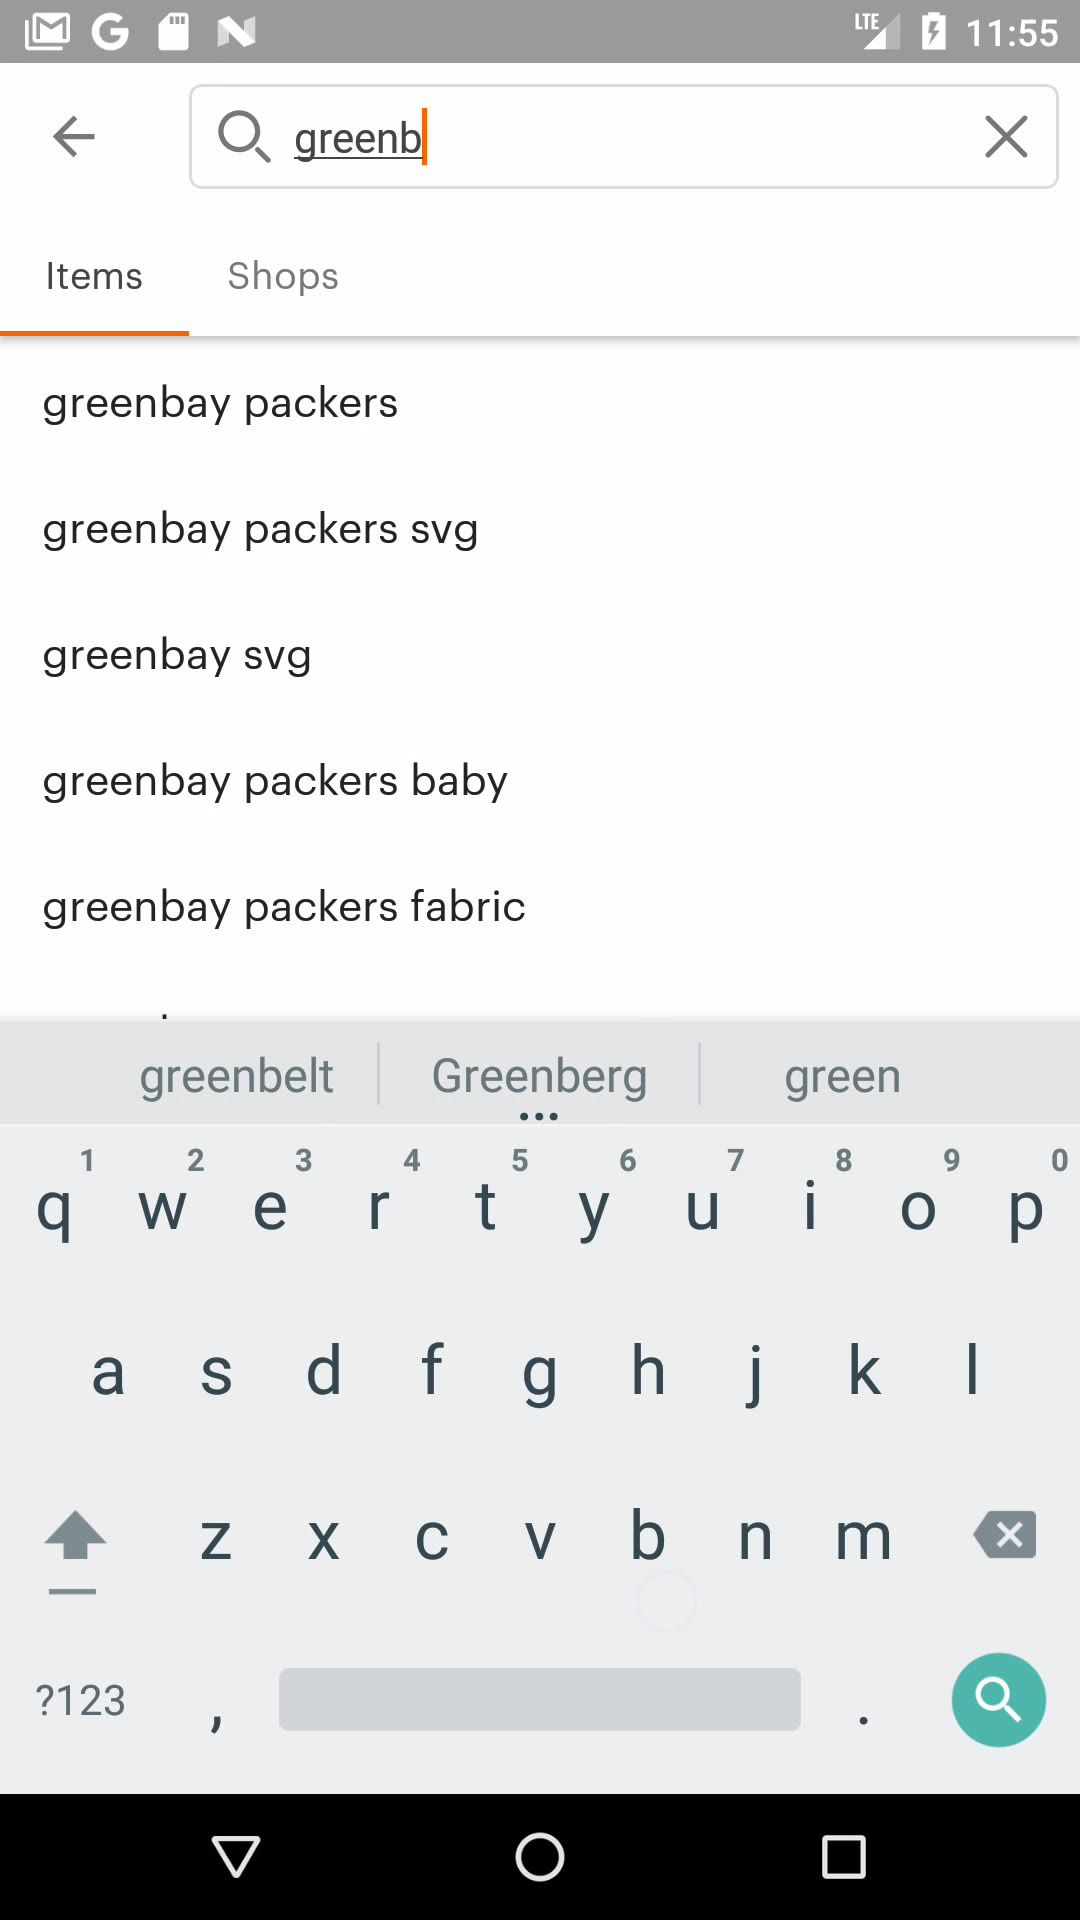 LTE 11:55
greenb
Items Shops
greenbay packers
greenbay packers svg
greenbay svg
greenbay packers baby
greenbay packers fabric
greenbelt Greenberg green
1 2 3 4 5 6 7 8 9 0
q w e r t y u i o p
a s d f g h j k l
z x c v b n m
?123 , .